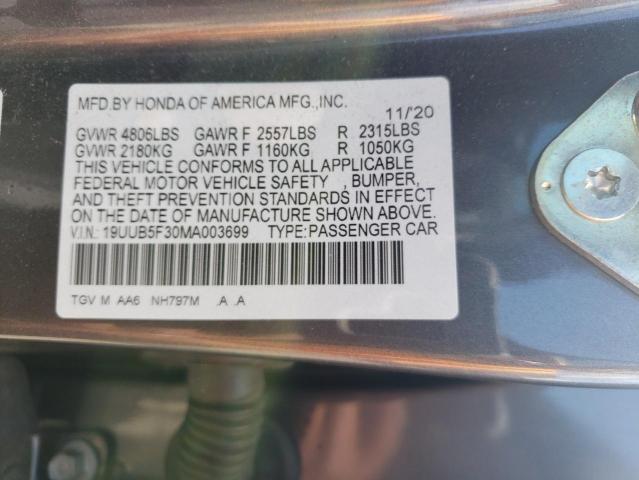 MFD.BY HONDA OF AMERICA MFG.,INC.
11/'20
GVWR 4806LBS GAWR F 2557LBS R 2315LBS
GVWR 2180KG GAWR F 1160KG R 1050KG
THIS VEHICLE CONFORMS TO ALL APPLICABLE
FEDERAL MOTOR VEHICLE SAFETY , BUMPER,
AND THEFT PREVENTION STANDARDS IN EFFECT
ON THE DATE OF MANUFACTURE SHOWN ABOVE.
V.I.N.: 19UUB5F30MA003699 TYPE:PASSENGER CAR
TGV M AA6 NH797M .A .A